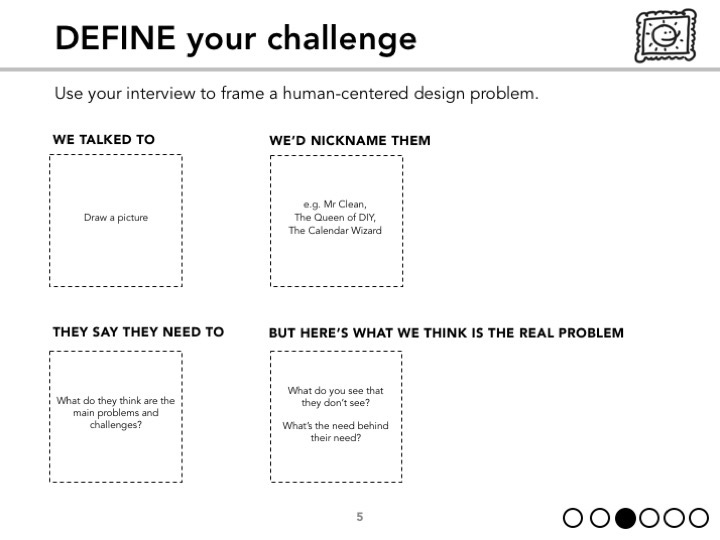 DEFINE your challenge
Use your interview to frame a human-centered design problem.
WE TALKED TO
Draw a picture
WE’D NICKNAME THEM
e.g. Mr Clean,
The Queen of DIY,
The Calendar Wizard
THEY SAY THEY NEED TO
What do they think are the
main problems and
challenges?
BUT HERE’S WHAT WE THINK IS THE REAL PROBLEM
What do you see that
they don’t see?
What’s the need behind
their need?
5